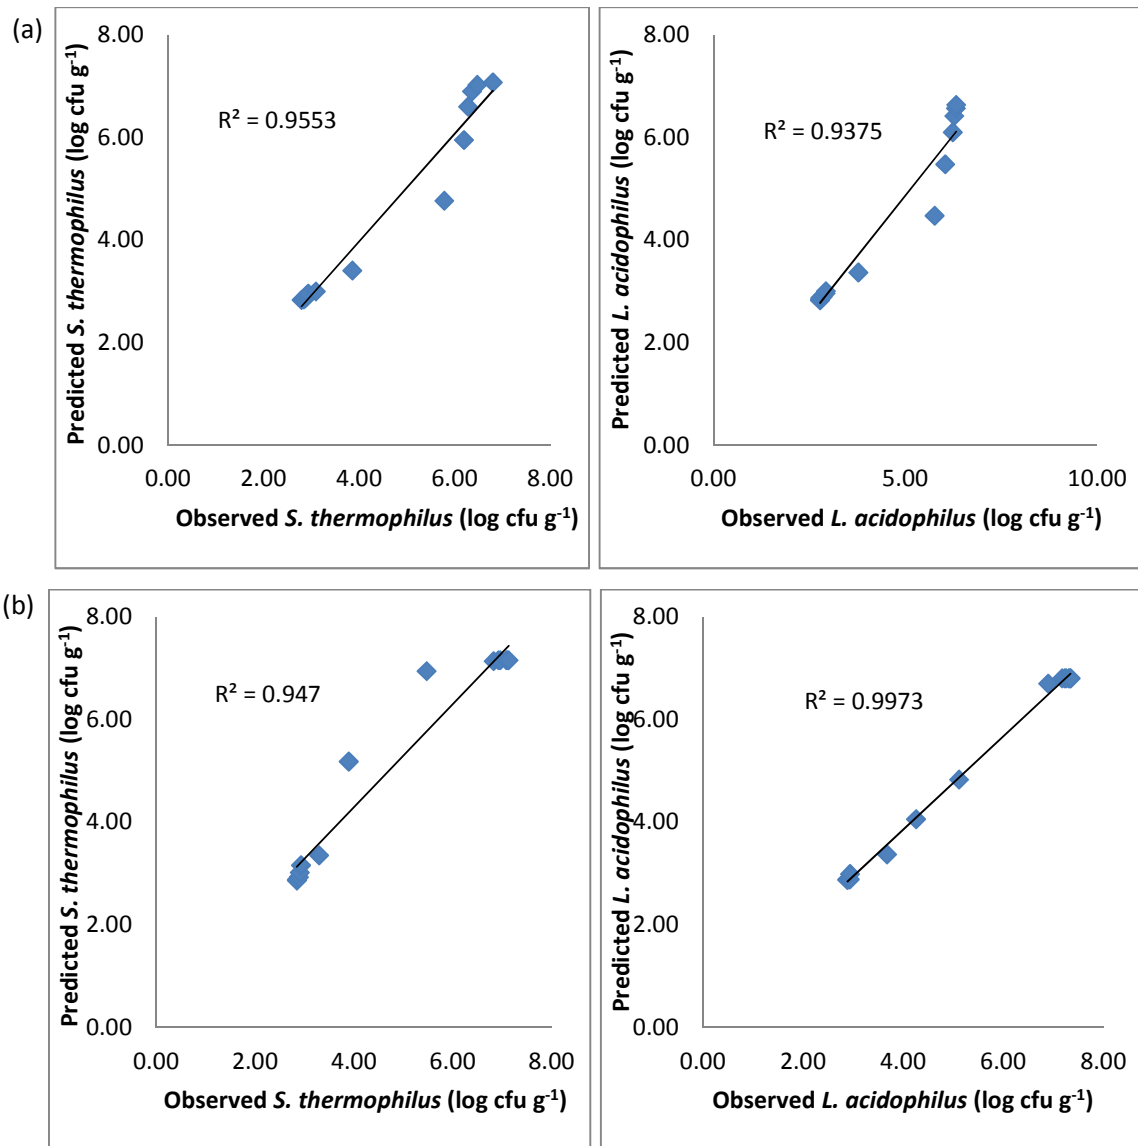 (a)
Predicted S. thermophilus (log cfu g-1)
8.00
6.00
4.00
2.00
0.00
R² = 0.9553
0.00 2.00 4.00 6.00 8.00
Observed S. thermophilus (log cfu g-1)
Predicted L. acidophilus (log cfu g-1)
8.00
6.00
4.00
2.00
0.00
R² = 0.9375
0.00 5.00 10.00
Observed L. acidophilus (log cfu g-1)
(b)
Predicted S. thermophilus (log cfu g-1)
8.00
6.00
4.00
2.00
0.00
R² = 0.947
0.00 2.00 4.00 6.00 8.00
Observed S. thermophilus (log cfu g-1)
Predicted L. acidophilus (log cfu g-1)
8.00
6.00
4.00
2.00
0.00
R² = 0.9973
0.00 2.00 4.00 6.00 8.00
Observed L. acidophilus (log cfu g-1)